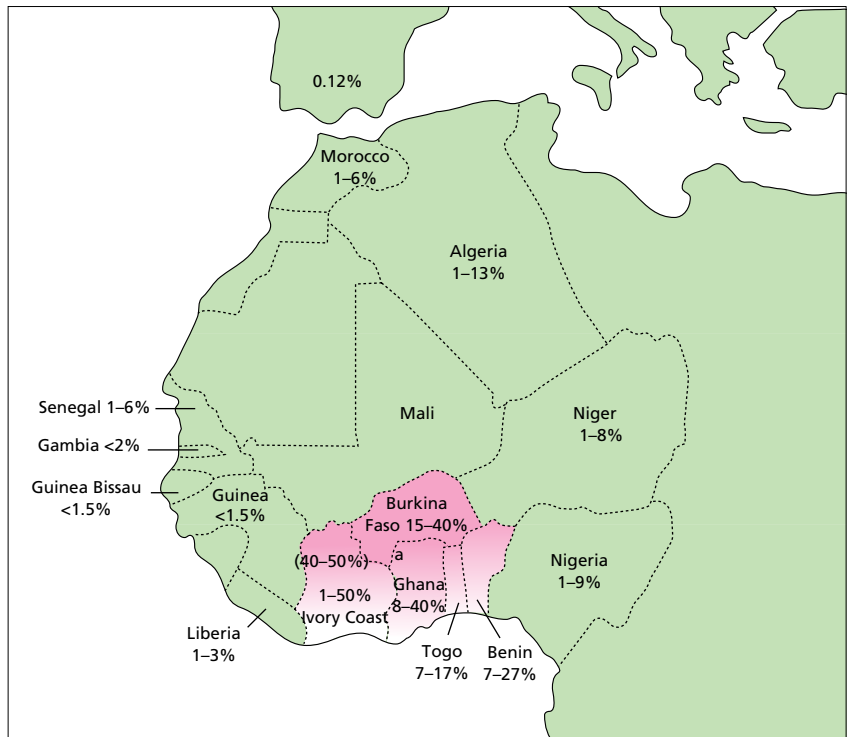 0.12%
Morocco
1–6%
Algeria
1–13%
Senegal 1–6%
Mali
Niger
1–8%
Gambia <2%
Guinea Bissau
<1.5%
Guinea
<1.5%
Burkina
Faso 15–40%
(40–50%)
a
Nigeria
1–9%
1–50%
Ivory Coast
Ghana
8–40%
Liberia
1–3%
Togo
7–17%
Benin
7–27%